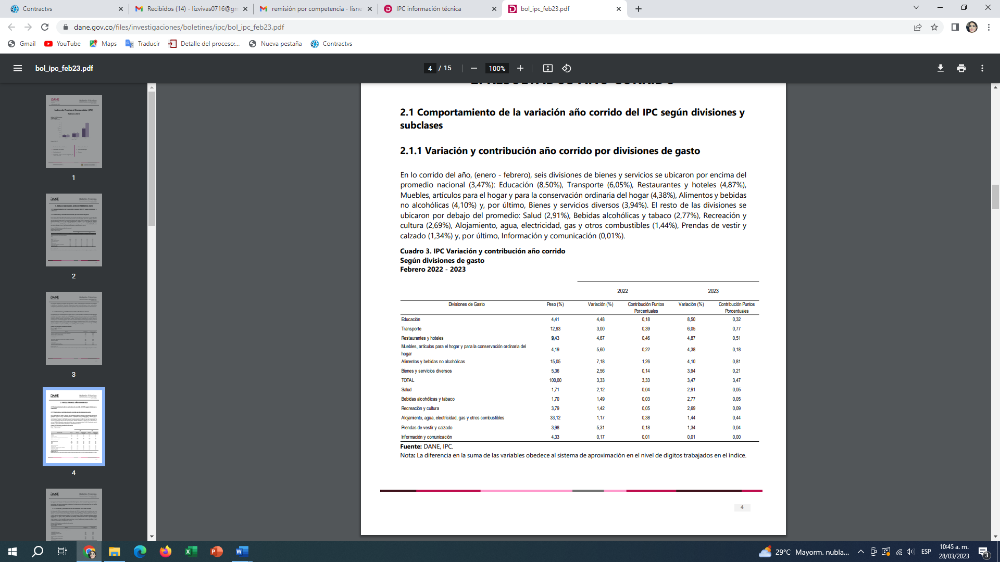 Contractvs
Recibidos (14) - lizvivas0716@gm
remisión por competencia - lisne
IPC información técnica
bol_ipc_feb23.pdf
dane.gov.co/files/investigaciones/boletines/ipc/bol_ipc_feb23.pdf
Gmail YouTube Maps Traducir Detalle del proceso:... Nueva pestaña Contractvs
bol_ipc_feb23.pdf
4 / 15
100%
DANE
Boletín Técnico
Índice de Precios al Consumidor (IPC)
Febrero 2023
1
2
3
4
2. RESULTADOS AÑO CORRIDO
2.1 Comportamiento de la variación año corrido del IPC según divisiones y
subclases
2.1.1 Variación y contribución año corrido por divisiones de gasto
En lo corrido del año, (enero - febrero), seis divisiones de bienes y servicios se ubicaron por encima del
promedio nacional (3,47%): Educación (8,50%), Transporte (6,05%), Restaurantes y hoteles (4,87%),
Muebles, artículos para el hogar y para la conservación ordinaria del hogar (4,38%), Alimentos y bebidas
no alcohólicas (4,10%) y, por último, Bienes y servicios diversos (3,94%). El resto de las divisiones se
ubicaron por debajo del promedio: Salud (2,91%), Bebidas alcohólicas y tabaco (2,77%), Recreación y
cultura (2,69%), Alojamiento, agua, electricidad, gas y otros combustibles (1,44%), Prendas de vestir y
calzado (1,34%) y, por último, Información y comunicación (0,01%).
Cuadro 3. IPC Variación y contribución año corrido
Según divisiones de gasto
Febrero 2022 - 2023
2022 2023
Divisiones de Gasto Peso (%) Variación (%) Contribución Puntos Variación (%) Contribución Puntos
Porcentuales Porcentuales
Educación 4,41 4,48 0,18 8,50 0,32
Transporte 12,93 3,00 0,39 6,05 0,77
Restaurantes y hoteles 9,43 4,67 0,46 4,87 0,51
Muebles, artículos para el hogar y para la conservación ordinaria del
hogar 4,19 5,60 0,22 4,38 0,18
Alimentos y bebidas no alcohólicas 15,05 7,18 1,26 4,10 0,81
Bienes y servicios diversos 5,36 2,56 0,14 3,94 0,21
TOTAL 100,00 3,33 3,33 3,47 3,47
Salud 1,71 2,12 0,04 2,91 0,05
Bebidas alcohólicas y tabaco 1,70 1,49 0,03 2,77 0,05
Recreación y cultura 3,79 1,42 0,05 2,69 0,09
Alojamiento, agua, electricidad, gas y otros combustibles 33,12 1,17 0,38 1,44 0,44
Prendas de vestir y calzado 3,98 5,31 0,18 1,34 0,04
Información y comunicación 4,33 0,17 0,01 0,01 0,00
Fuente: DANE, IPC.
Nota: La diferencia en la suma de las variables obedece al sistema de aproximación en el nivel de dígitos trabajados en el índice.
4
29°C Mayorm. nubla...
ESP
10:45 a. m.
28/03/2023
3